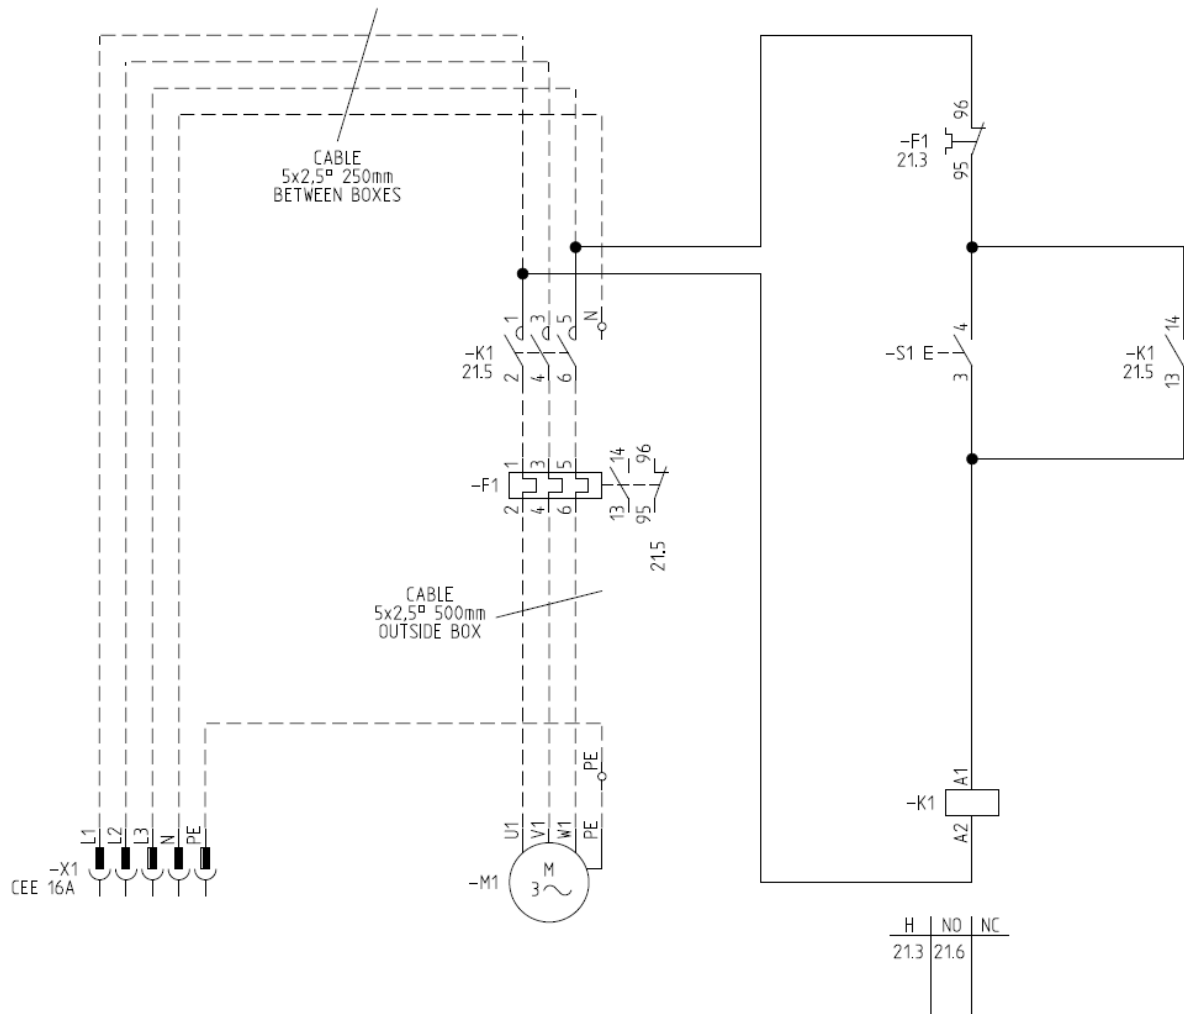 CABLE
5x2,5¤ 250mm
BETWEEN BOXES
96
-F1
21.3
95
1
3
5
N
-K1
21.5
2
4
6
4
-S1 E
3
14
-K1
21.5
13
1
3
5
14
96
-F1
2
4
6
13
95
21.5
CABLE
5x2,5¤ 500mm
OUTSIDE BOX
PE
A1
-K1
A2
L1
L2
L3
N
PE
-X1
CEE 16A
U1
V1
W1
PE
M
3~
-M1
H NO NC
21.3 21.6